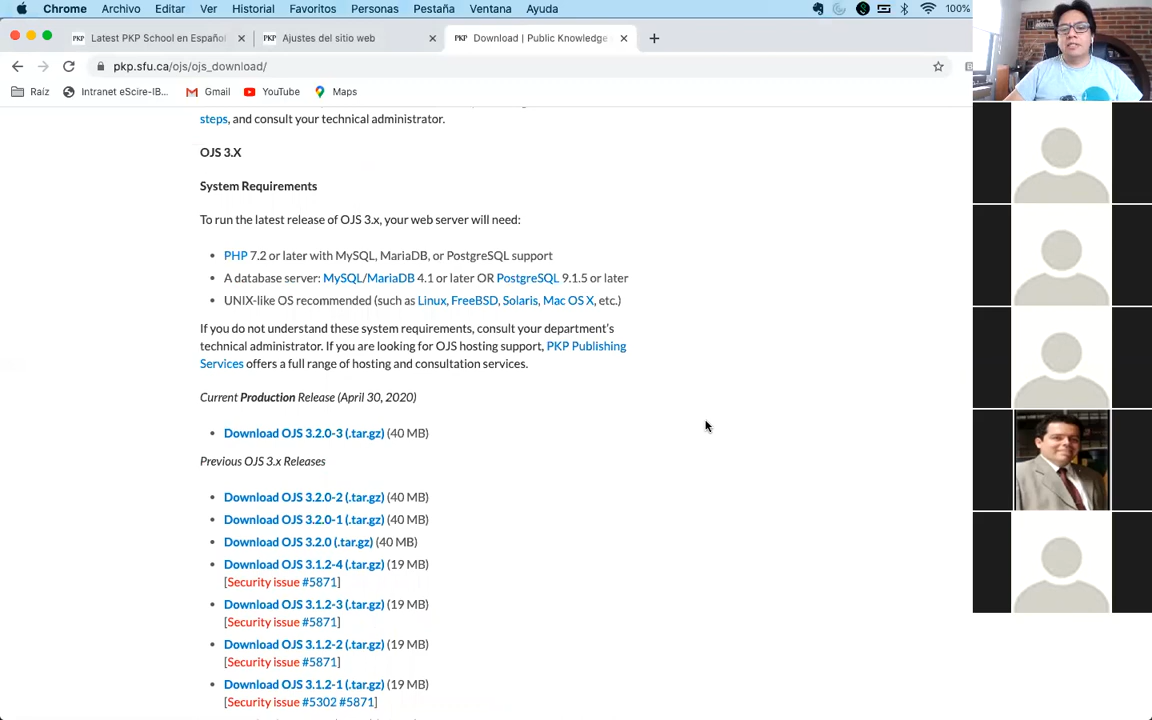 Chrome Archivo Editar Ver Historial Favoritos Personas Pestaña Ventana Ayuda 100%
PKP Latest PKP School en Español PKP Ajustes del sitio web PKP Download | Public Knowledge
pkp.sfu.ca/ojs/ojs_download/
Raíz Intranet eScire-IB... Gmail YouTube Maps
steps, and consult your technical administrator.
OJS 3.X
System Requirements
To run the latest release of OJS 3.x, your web server will need:
PHP 7.2 or later with MySQL, MariaDB, or PostgreSQL support
A database server: MySQL/MariaDB 4.1 or later OR PostgreSQL 9.1.5 or later
UNIX-like OS recommended (such as Linux, FreeBSD, Solaris, Mac OS X, etc.)
If you do not understand these system requirements, consult your department's
technical administrator. If you are looking for OJS hosting support, PKP Publishing
Services offers a full range of hosting and consultation services.
Current Production Release (April 30, 2020)
Download OJS 3.2.0-3 (.tar.gz) (40 MB)
Previous OJS 3.x Releases
Download OJS 3.2.0-2 (.tar.gz) (40 MB)
Download OJS 3.2.0-1 (.tar.gz) (40 MB)
Download OJS 3.2.0 (.tar.gz) (40 MB)
Download OJS 3.1.2-4 (.tar.gz) (19 MB)
[Security issue #5871]
Download OJS 3.1.2-3 (.tar.gz) (19 MB)
[Security issue #5871]
Download OJS 3.1.2-2 (.tar.gz) (19 MB)
[Security issue #5871]
Download OJS 3.1.2-1 (.tar.gz) (19 MB)
[Security issue #5302 #5871]